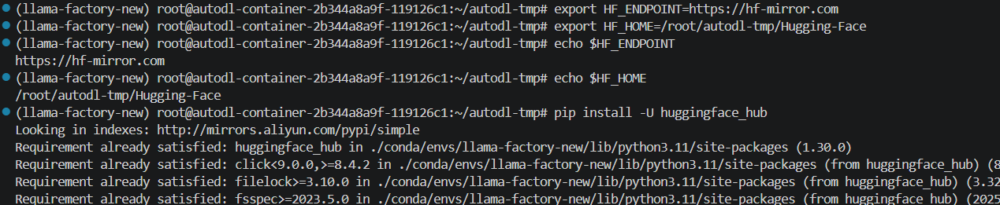 (llama-factory-new) root@autodl-container-2b344a8a9f-119126c1:~/autodl-tmp# export HF_ENDPOINT=https://hf-mirror.com
(llama-factory-new) root@autodl-container-2b344a8a9f-119126c1:~/autodl-tmp# export HF_HOME=/root/autodl-tmp/Hugging-Face
(llama-factory-new) root@autodl-container-2b344a8a9f-119126c1:~/autodl-tmp# echo $HF_ENDPOINT
https://hf-mirror.com
(llama-factory-new) root@autodl-container-2b344a8a9f-119126c1:~/autodl-tmp# echo $HF_HOME
/root/autodl-tmp/Hugging-Face
(llama-factory-new) root@autodl-container-2b344a8a9f-119126c1:~/autodl-tmp# pip install -U huggingface_hub
Looking in indexes: http://mirrors.aliyun.com/pypi/simple
Requirement already satisfied: huggingface_hub in ./conda/envs/llama-factory-new/lib/python3.11/site-packages (1.30.0)
Requirement already satisfied: click<9.0.0,>=8.4.2 in ./conda/envs/llama-factory-new/lib/python3.11/site-packages (from huggingface_hub) (8
Requirement already satisfied: filelock>=3.10.0 in ./conda/envs/llama-factory-new/lib/python3.11/site-packages (from huggingface_hub) (3.32
Requirement already satisfied: fsspec>=2023.5.0 in ./conda/envs/llama-factory-new/lib/python3.11/site-packages (from huggingface_hub) (2025